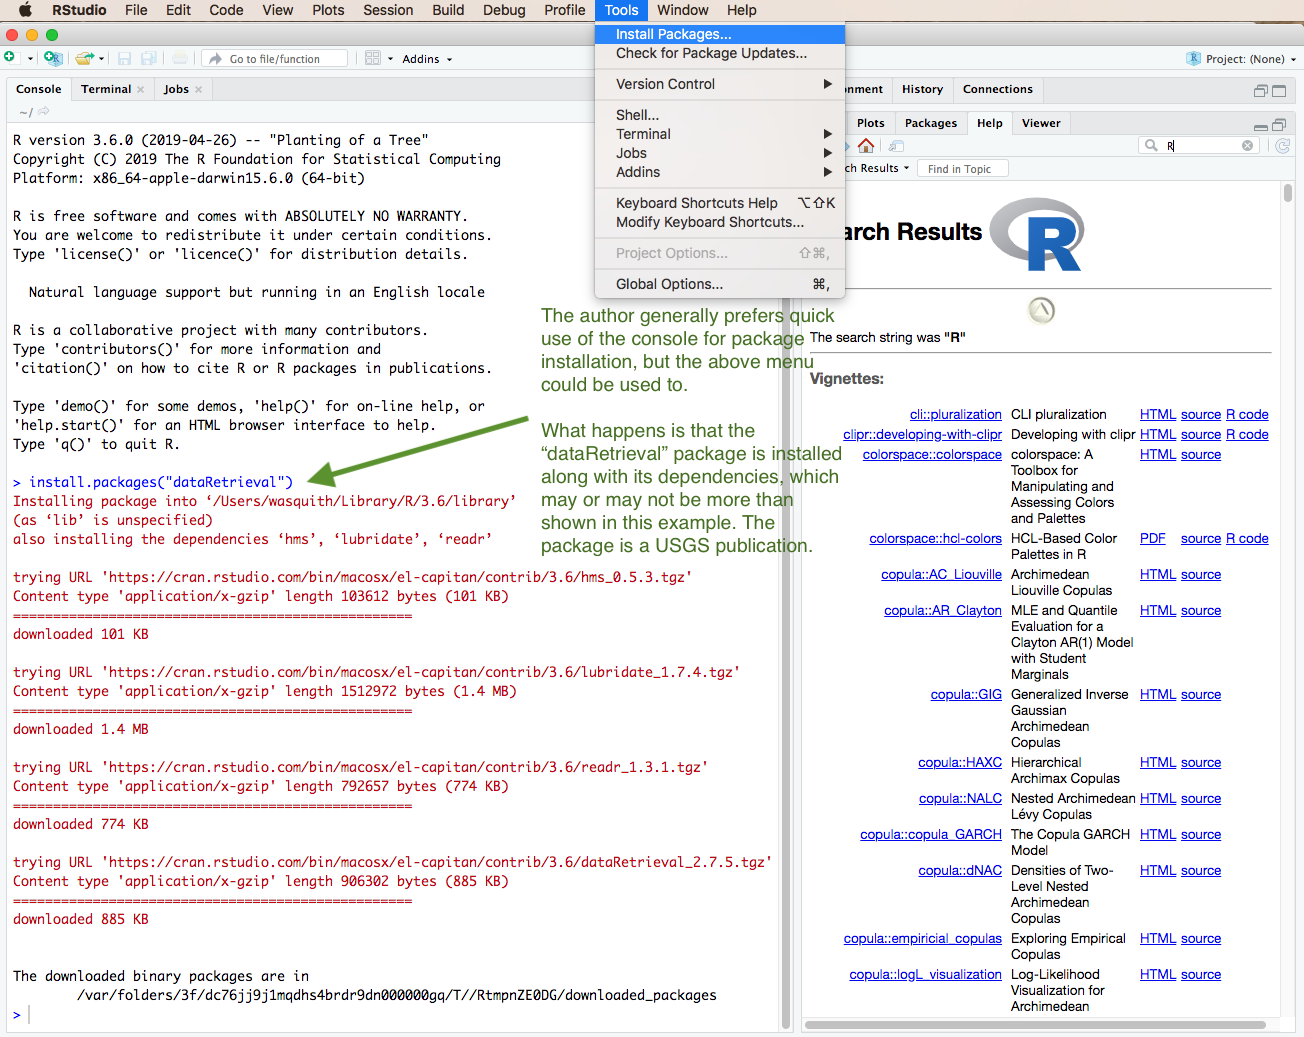 RStudio File Edit Code View Plots Session Build Debug Profile Tools Window Help
Install Packages...
Check for Package Updates...
Version Control
Shell...
Terminal
Jobs
Addins
Keyboard Shortcuts Help ⌥⇧K
Modify Keyboard Shortcuts...
Project Options... ⇧⌘,
Global Options... ⌘,
Go to file/function
Addins
Project: (None)
Console Terminal Jobs
~/
R version 3.6.0 (2019-04-26) -- "Planting of a Tree"
Copyright (C) 2019 The R Foundation for Statistical Computing
Platform: x86_64-apple-darwin15.6.0 (64-bit)
R is free software and comes with ABSOLUTELY NO WARRANTY.
You are welcome to redistribute it under certain conditions.
Type 'license()' or 'licence()' for distribution details.
Natural language support but running in an English locale
R is a collaborative project with many contributors.
Type 'contributors()' for more information and
'citation()' on how to cite R or R packages in publications.
Type 'demo()' for some demos, 'help()' for on-line help, or
'help.start()' for an HTML browser interface to help.
Type 'q()' to quit R.
> install.packages("dataRetrieval")
Installing package into ‘/Users/wasquith/Library/R/3.6/library’
(as ‘lib’ is unspecified)
also installing the dependencies ‘hms’, ‘lubridate’, ‘readr’
trying URL 'https://cran.rstudio.com/bin/macosx/el-capitan/contrib/3.6/hms_0.5.3.tgz'
Content type 'application/x-gzip' length 103612 bytes (101 KB)
==================================================
downloaded 101 KB
trying URL 'https://cran.rstudio.com/bin/macosx/el-capitan/contrib/3.6/lubridate_1.7.4.tgz'
Content type 'application/x-gzip' length 1512972 bytes (1.4 MB)
==================================================
downloaded 1.4 MB
trying URL 'https://cran.rstudio.com/bin/macosx/el-capitan/contrib/3.6/readr_1.3.1.tgz'
Content type 'application/x-gzip' length 792657 bytes (774 KB)
==================================================
downloaded 774 KB
trying URL 'https://cran.rstudio.com/bin/macosx/el-capitan/contrib/3.6/dataRetrieval_2.7.5.tgz'
Content type 'application/x-gzip' length 906302 bytes (885 KB)
==================================================
downloaded 885 KB
The downloaded binary packages are in
/var/folders/3f/dc76jj9j1mqdhs4brdr9dn000000gq/T//RtmpnZE0DG/downloaded_packages
>
The author generally prefers quick
use of the console for package
installation, but the above menu
could be used to.
What happens is that the
“dataRetrieval” package is installed
along with its dependencies, which
may or may not be more than
shown in this example. The
package is a USGS publication.
nment History Connections
Plots Packages Help Viewer
R
ch Results Find in Topic
arch Results R
The search string was "R"
Vignettes:
cli::pluralization CLI pluralization HTML source R code
clipr::developing-with-clipr Developing with clipr HTML source R code
colorspace::colorspace colorspace: A HTML source
Toolbox for
Manipulating and
Assessing Colors
and Palettes
colorspace::hcl-colors HCL-Based Color PDF source R code
Palettes in R
copula::AC_Liouville Archimedean HTML source
Liouville Copulas
copula::AR_Clayton MLE and Quantile HTML source
Evaluation for a
Clayton AR(1) Model
with Student
Marginals
copula::GIG Generalized Inverse HTML source
Gaussian
Archimedean
Copulas
copula::HAXC Hierarchical HTML source
Archimax Copulas
copula::NALC Nested Archimedean HTML source
Lévy Copulas
copula::copula_GARCH The Copula GARCH HTML source
Model
copula::dNAC Densities of Two- HTML source
Level Nested
Archimedean
Copulas
copula::empiricial_copulas Exploring Empirical HTML source
Copulas
copula::logL_visualization Log-Likelihood HTML source
Visualization for
Archimedean